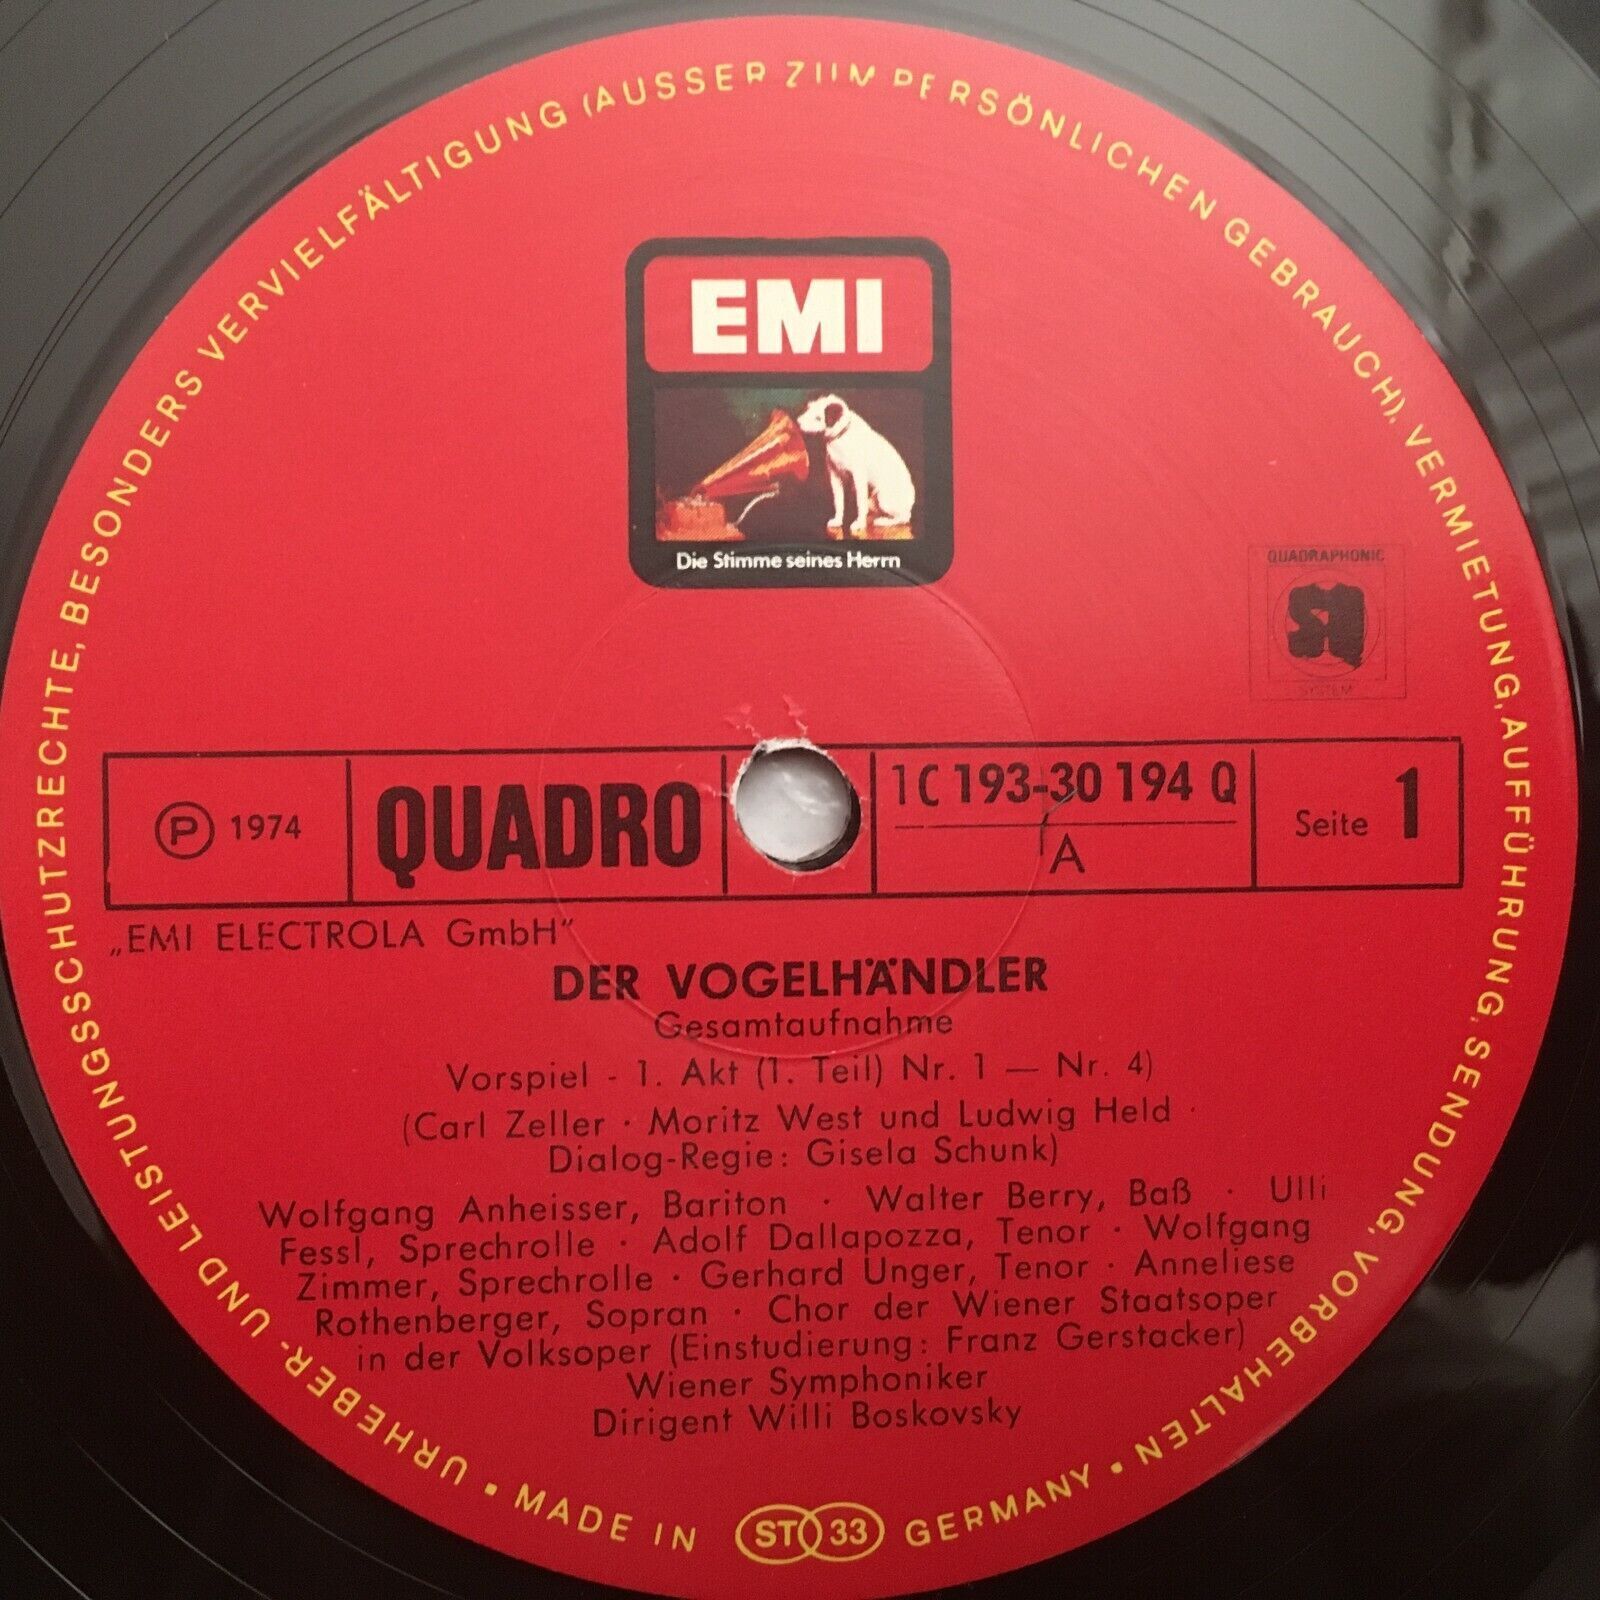 URHEBER- UND LEISTUNGSSCHUTZRECHTE, BESONDERS VERVIELFÄLTIGUNG (AUSSER ZUM PERSÖNLICHEN GEBRAUCH), VERMIETUNG, AUFFÜHRUNG, SENDUNG, VORBEHALTEN •
EMI
Die Stimme seines Herrn
QUADRAPHONIC
SQ
SYSTEM
Ⓟ 1974
QUADRO
1 C 193-30 194 Q
A
Seite 1
„EMI ELECTROLA GmbH“
DER VOGELHÄNDLER
Gesamtaufnahme
Vorspiel - 1. Akt (1. Teil) Nr. 1 — Nr. 4)
(Carl Zeller · Moritz West und Ludwig Held ·
Dialog-Regie: Gisela Schunk)
Wolfgang Anheisser, Bariton · Walter Berry, Baß · Ulli
Fessl, Sprechrolle · Adolf Dallapozza, Tenor · Wolfgang
Zimmer, Sprechrolle · Gerhard Unger, Tenor · Anneliese
Rothenberger, Sopran · Chor der Wiener Staatsoper
in der Volksoper (Einstudierung: Franz Gerstacker)
Wiener Symphoniker
Dirigent Willi Boskovsky
• MADE IN ST 33 GERMANY